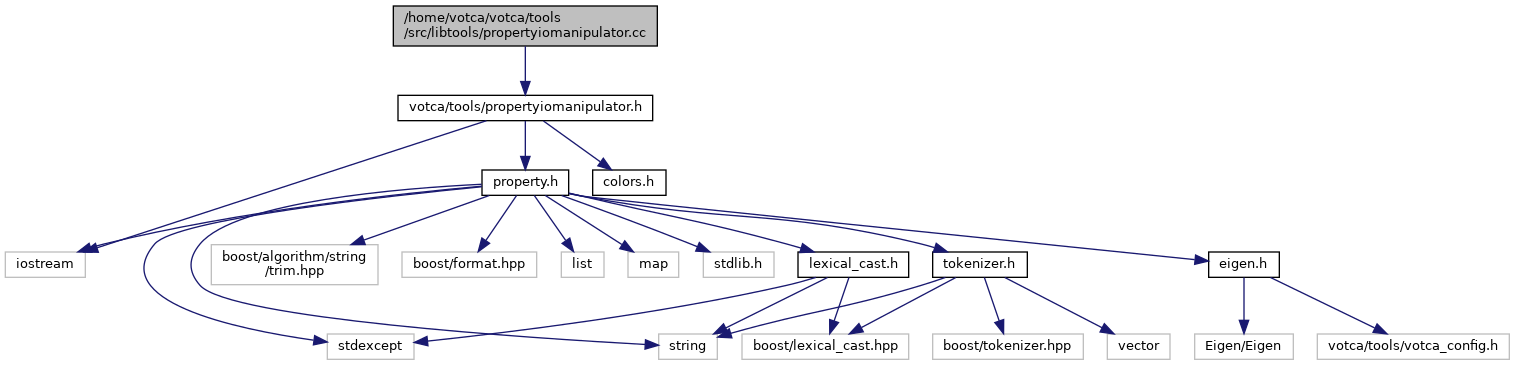 /home/votca/votca/tools
/src/libtools/propertyiomanipulator.cc
votca/tools/propertyiomanipulator.h
property.h
colors.h
iostream
boost/algorithm/string
/trim.hpp
boost/format.hpp
list
map
stdlib.h
lexical_cast.h
tokenizer.h
eigen.h
stdexcept
string
boost/lexical_cast.hpp
boost/tokenizer.hpp
vector
Eigen/Eigen
votca/tools/votca_config.h